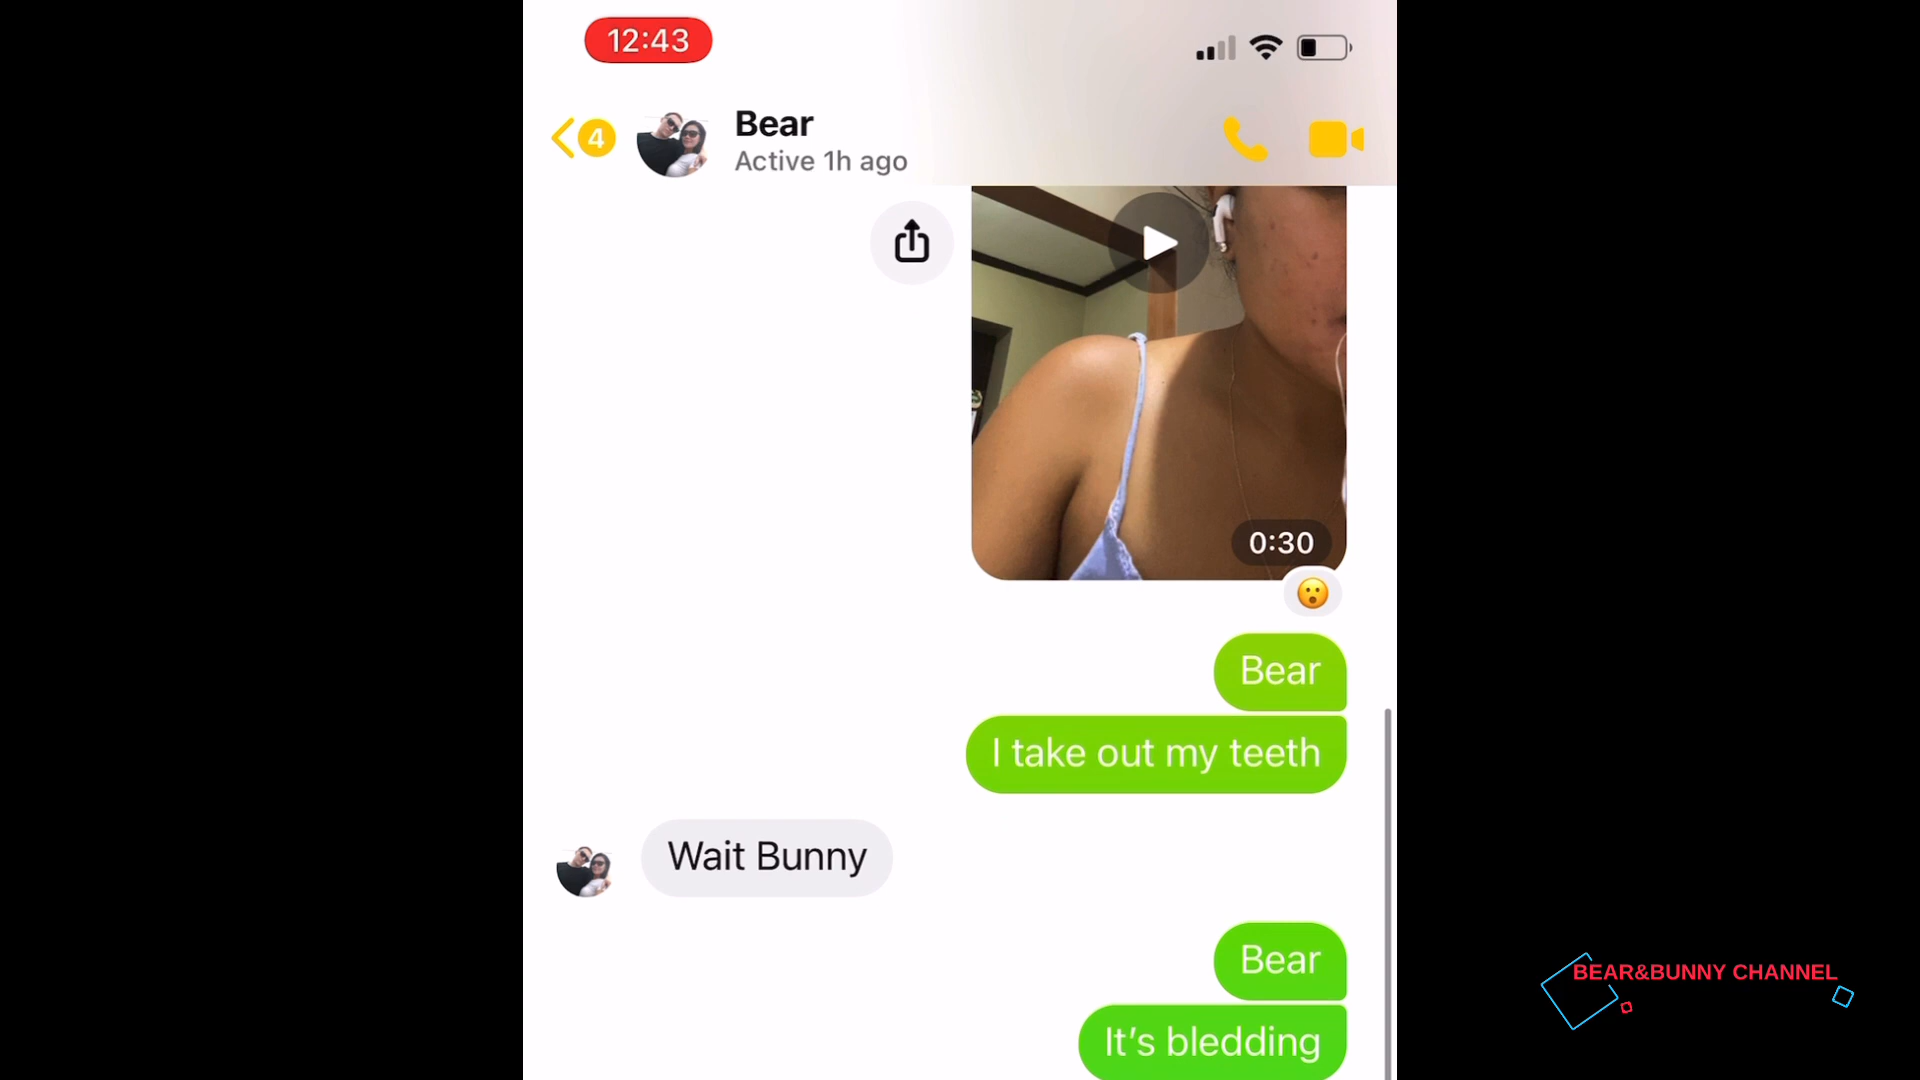 12:43
4
Bear
Active 1h ago
0:30
Bear
I take out my teeth
Wait Bunny
Bear
It's bledding
BEAR&BUNNY CHANNEL